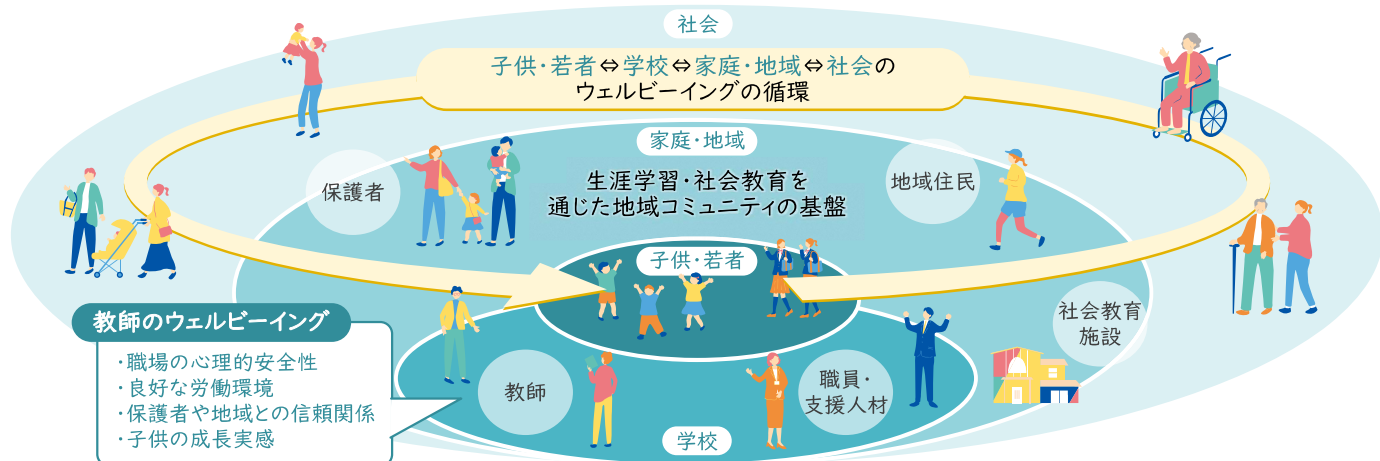 社会
子供・若者⇔学校⇔家庭・地域⇔社会の
ウェルビーイングの循環
家庭・地域
保護者
生涯学習・社会教育を
通じた地域コミュニティの基盤
地域住民
子供・若者
社会教育
施設
教師のウェルビーイング
・職場の心理的安全性
・良好な労働環境
・保護者や地域との信頼関係
・子供の成長実感
教師
職員・
支援人材
学校